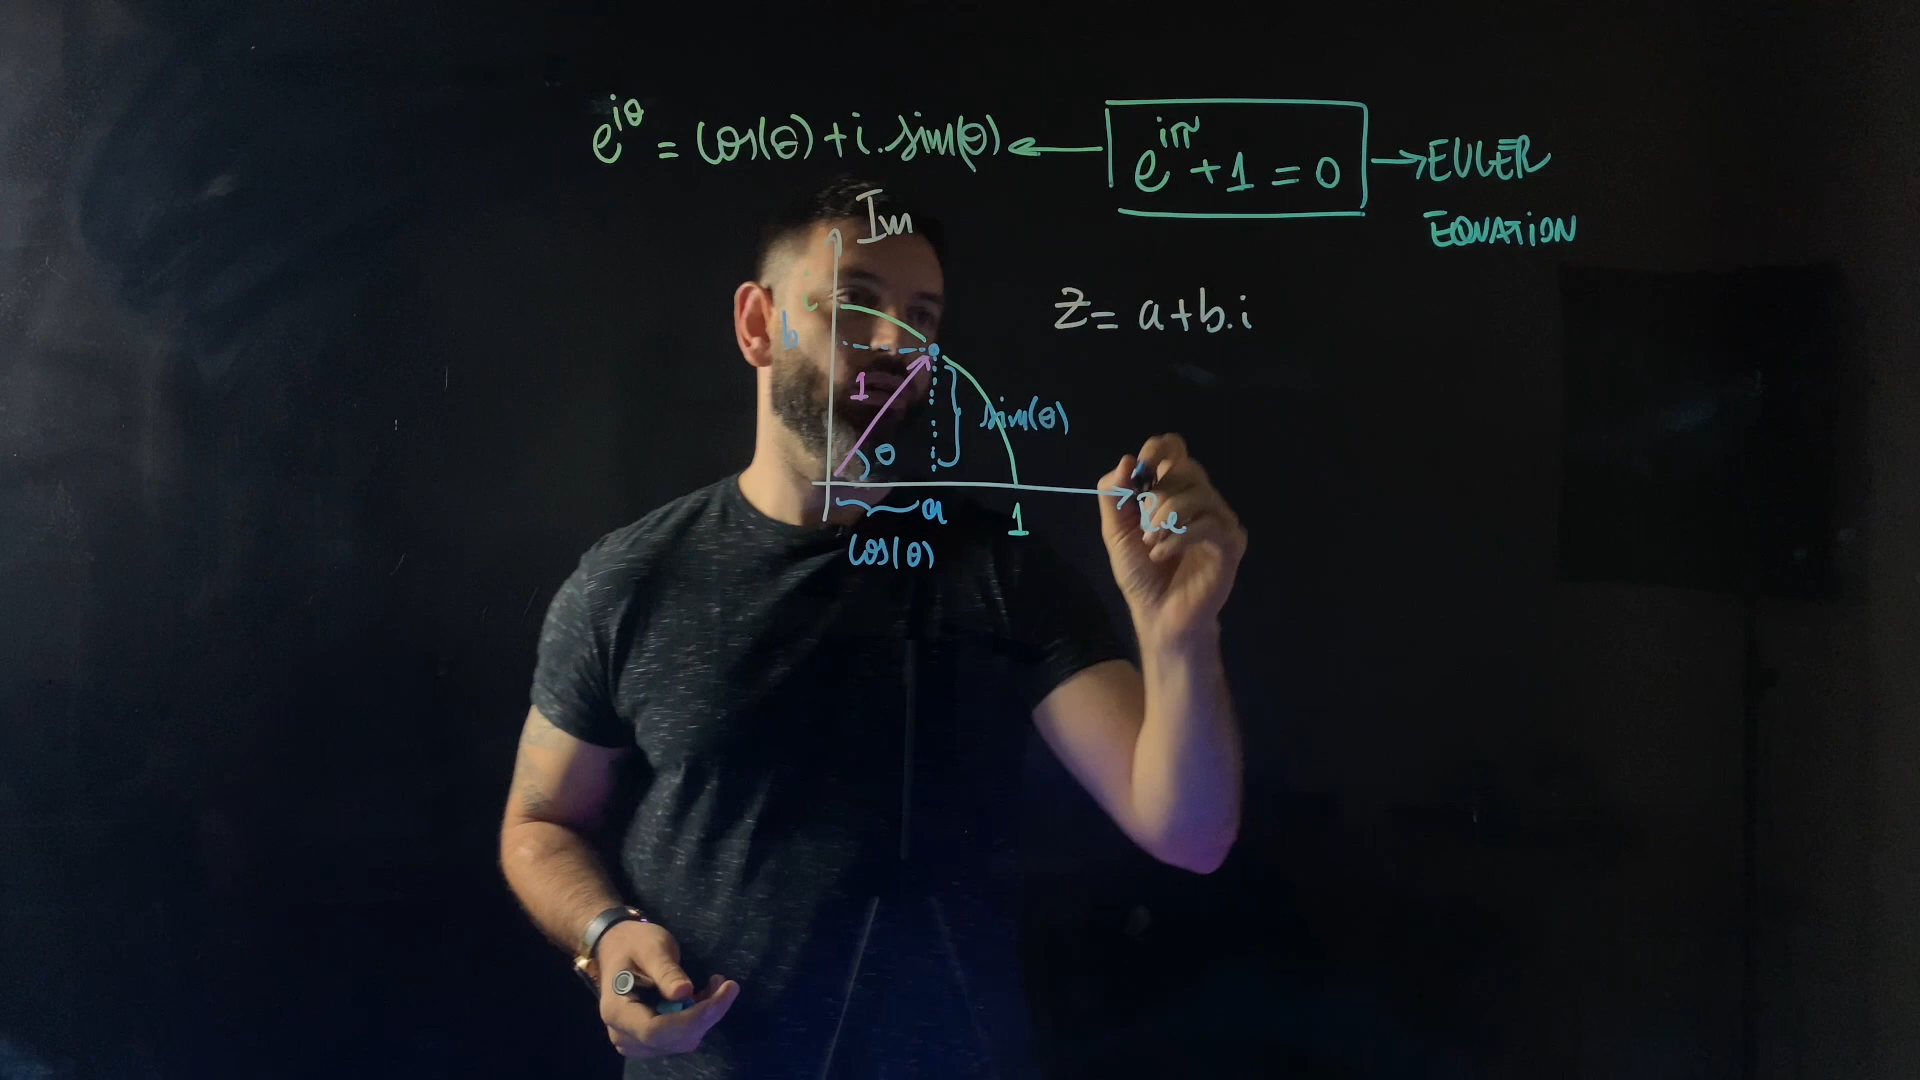 e^{iθ} = cos(θ) + i.sin(θ) ← e^{iπ} + 1 = 0 → EULER
EQUATION
Im
i
z = a+b.i
b
1
sin(θ)
θ
a
1
Re
cos(θ)